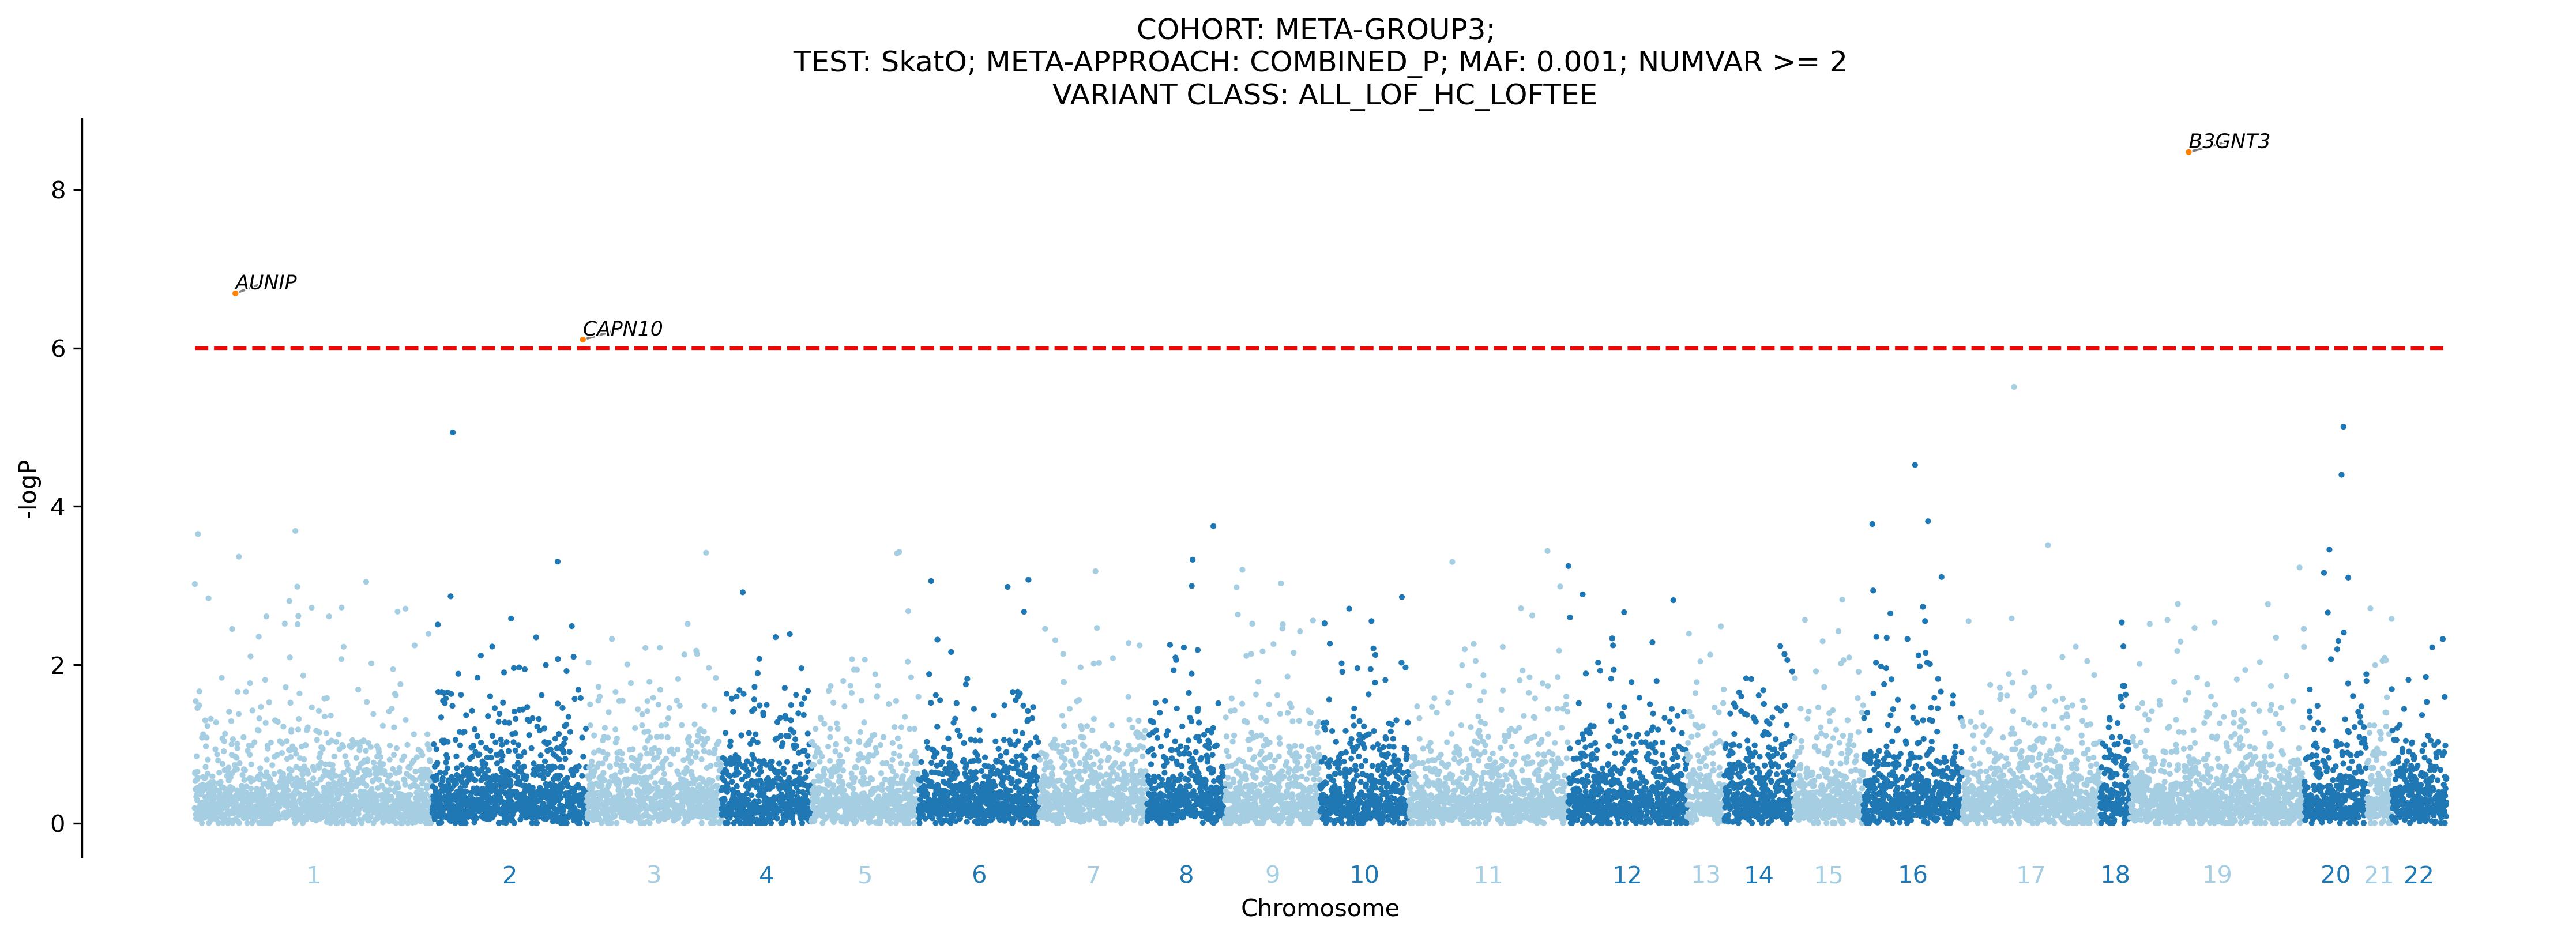 COHORT: META-GROUP3;
TEST: SkatO; META-APPROACH: COMBINED_P; MAF: 0.001; NUMVAR >= 2
VARIANT CLASS: ALL_LOF_HC_LOFTEE
B3GNT3
8
AUNIP
CAPN10
6
-logP
4
2
0
1 2 3 4 5 6 7 8 9 10 11 12 13 14 15 16 17 18 19 20 21 22
Chromosome